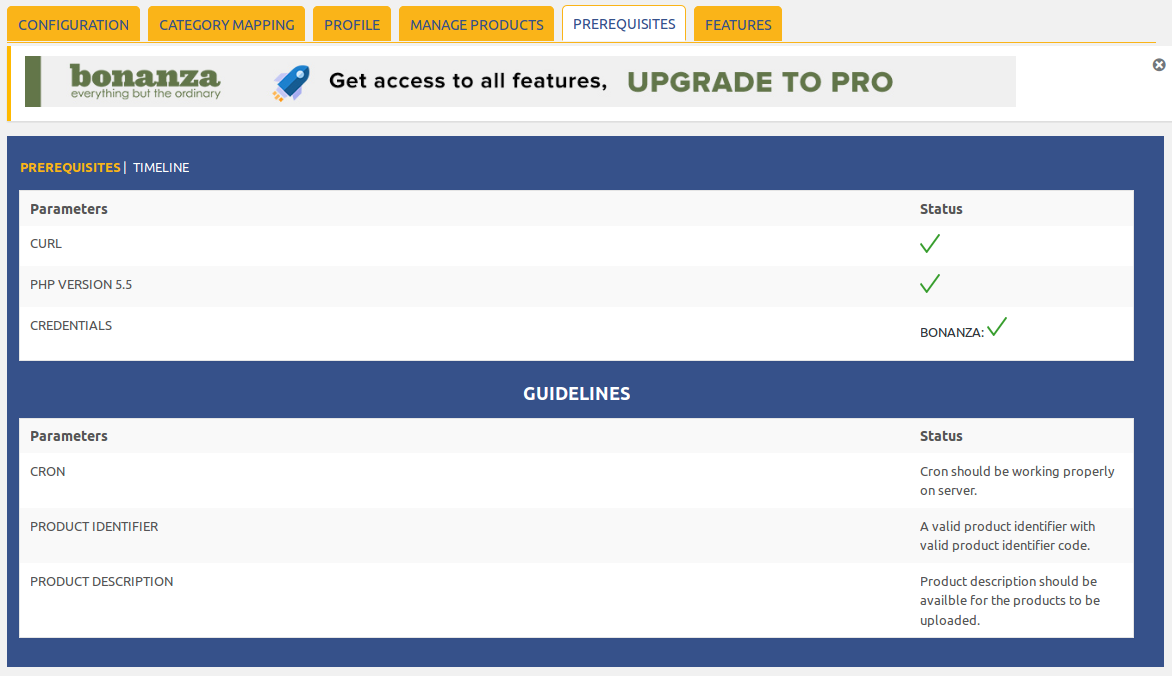 CONFIGURATION CATEGORY MAPPING PROFILE MANAGE PRODUCTS PREREQUISITES FEATURES
bonanza
everything but the ordinary
Get access to all features, UPGRADE TO PRO
PREREQUISITES | TIMELINE
Parameters Status
CURL
PHP VERSION 5.5
CREDENTIALS BONANZA:
GUIDELINES
Parameters Status
CRON Cron should be working properly
on server.
PRODUCT IDENTIFIER A valid product identifier with
valid product identifier code.
PRODUCT DESCRIPTION Product description should be
availble for the products to be
uploaded.